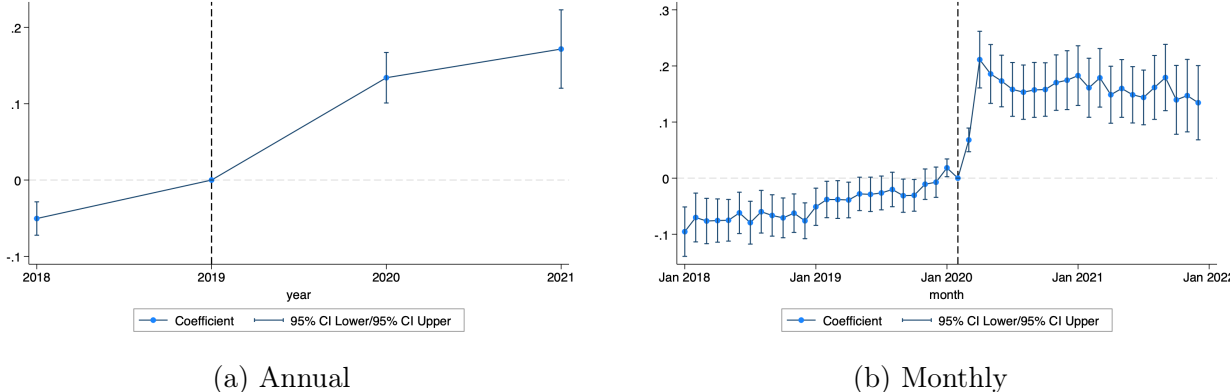 .2
.1
0
-.1
2018 2019 2020 2021
year
Coefficient 95% CI Lower/95% CI Upper
(a) Annual
.3
.2
.1
0
-.1
Jan 2018 Jan 2019 Jan 2020 Jan 2021 Jan 2022
month
Coefficient 95% CI Lower/95% CI Upper
(b) Monthly